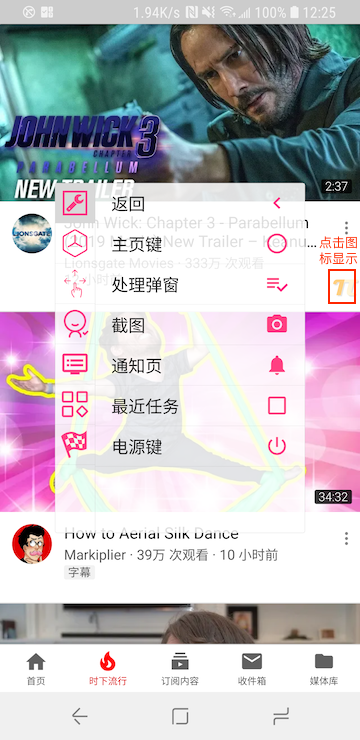 1.94K/s 100% 12:25
JOHN WICK 3
CHAPTER
PARABELLUM
NEW TRAILER
2:37
LIONSGATE
John Wick: Chapter 3 - Parabellum
New Trailer – Keanu...
Lionsgate Movies · 333万 次观看
小时前
返回
主页键
处理弹窗
截图
通知页
最近任务
电源键
点击图
标显示
34:32
How to Aerial Silk Dance
Markiplier · 39万 次观看 · 10 小时前
字幕
首页
时下流行
订阅内容
收件箱
媒体库